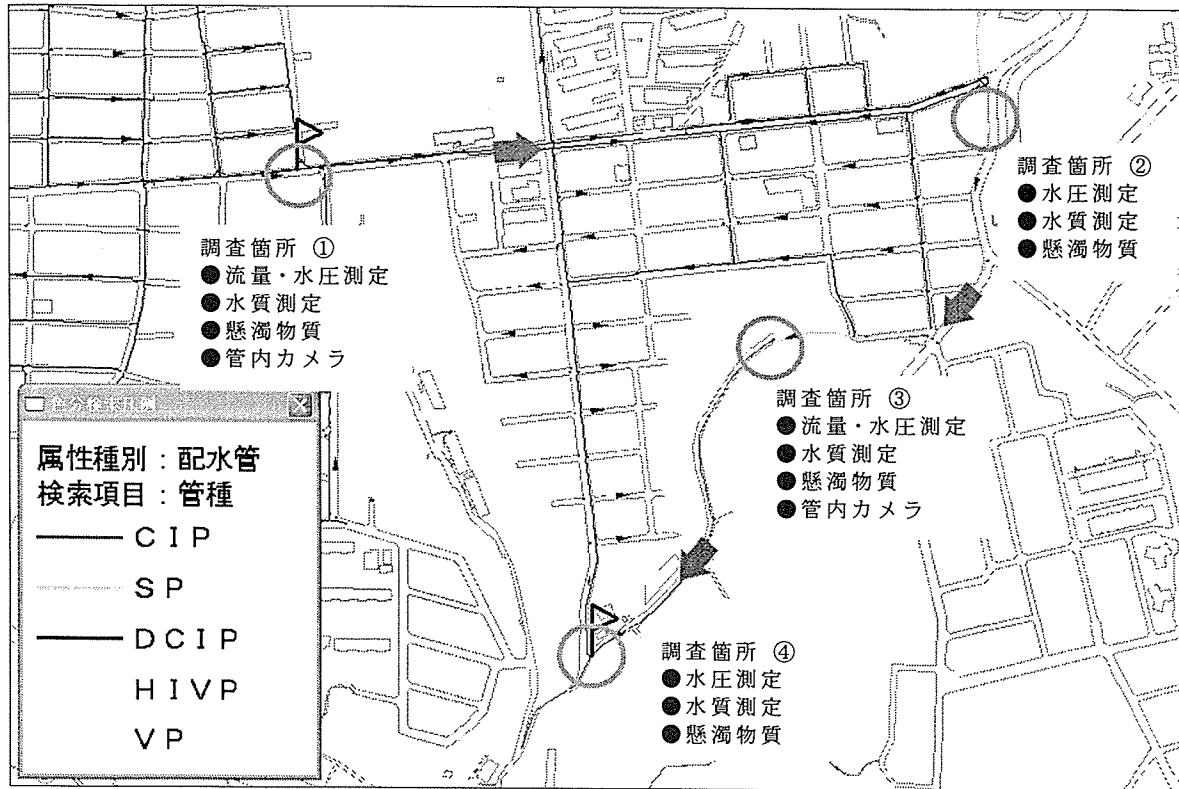 調査箇所 ①
●流量・水圧測定
●水質測定
●懸濁物質
●管内カメラ
調査箇所 ②
●水圧測定
●水質測定
●懸濁物質
調査箇所 ③
●流量・水圧測定
●水質測定
●懸濁物質
●管内カメラ
調査箇所 ④
●水圧測定
●水質測定
●懸濁物質
属性種別：配水管
検索項目：管種
CIP
SP
DCIP
HIVP
VP